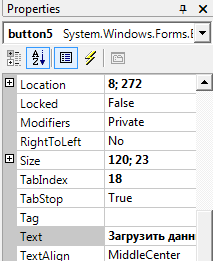 Properties
button5 System.Windows.Forms.
Location 8; 272
Locked False
Modifiers Private
RightToLeft No
Size 120; 23
TabIndex 18
TabStop True
Tag
Text Загрузить данн
TextAlign MiddleCenter